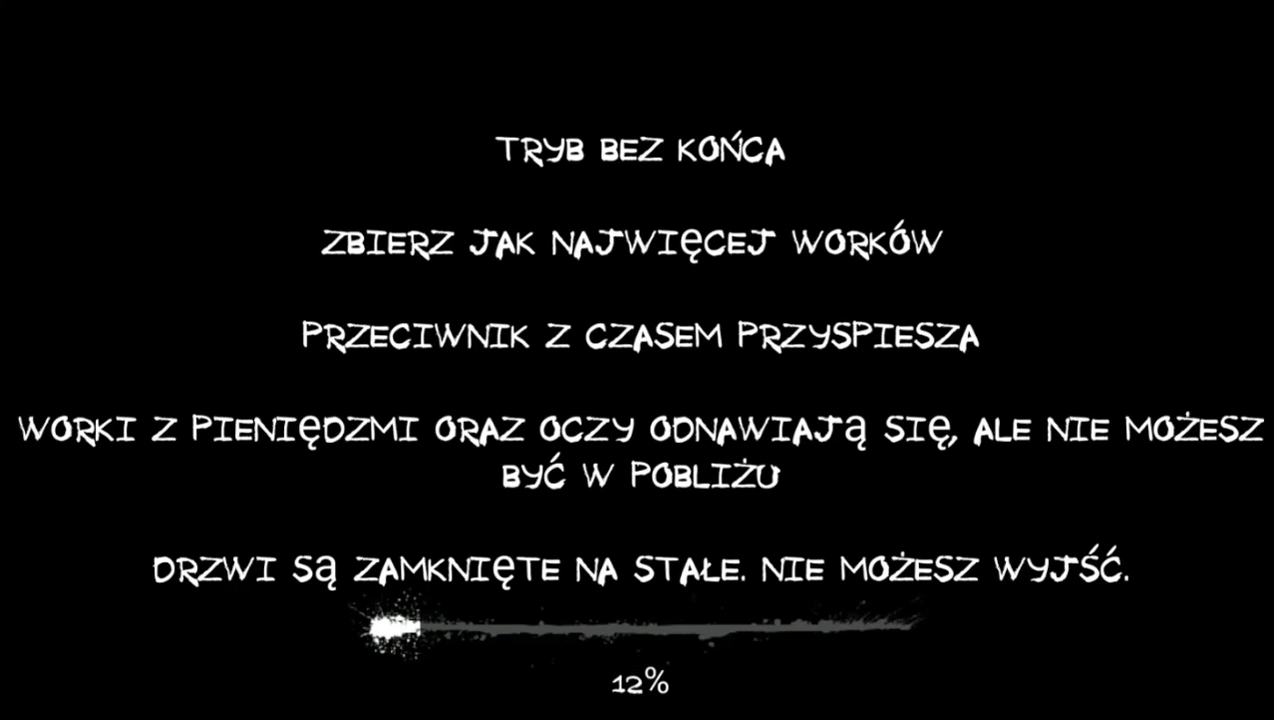 TRYB BEZ KOŃCA
ZBIERZ JAK NAJWIĘCEJ WORKÓW
PRZECIWNIK Z CZASEM PRZYSPIESZA
WORKI Z PIENIĘDZMI ORAZ OCZY ODNAWIAJĄ SIĘ, ALE NIE MOŻESZ
BYĆ W POBLIŻU
DRZWI SĄ ZAMKNIĘTE NA STAŁE. NIE MOŻESZ WYJŚĆ.
12%